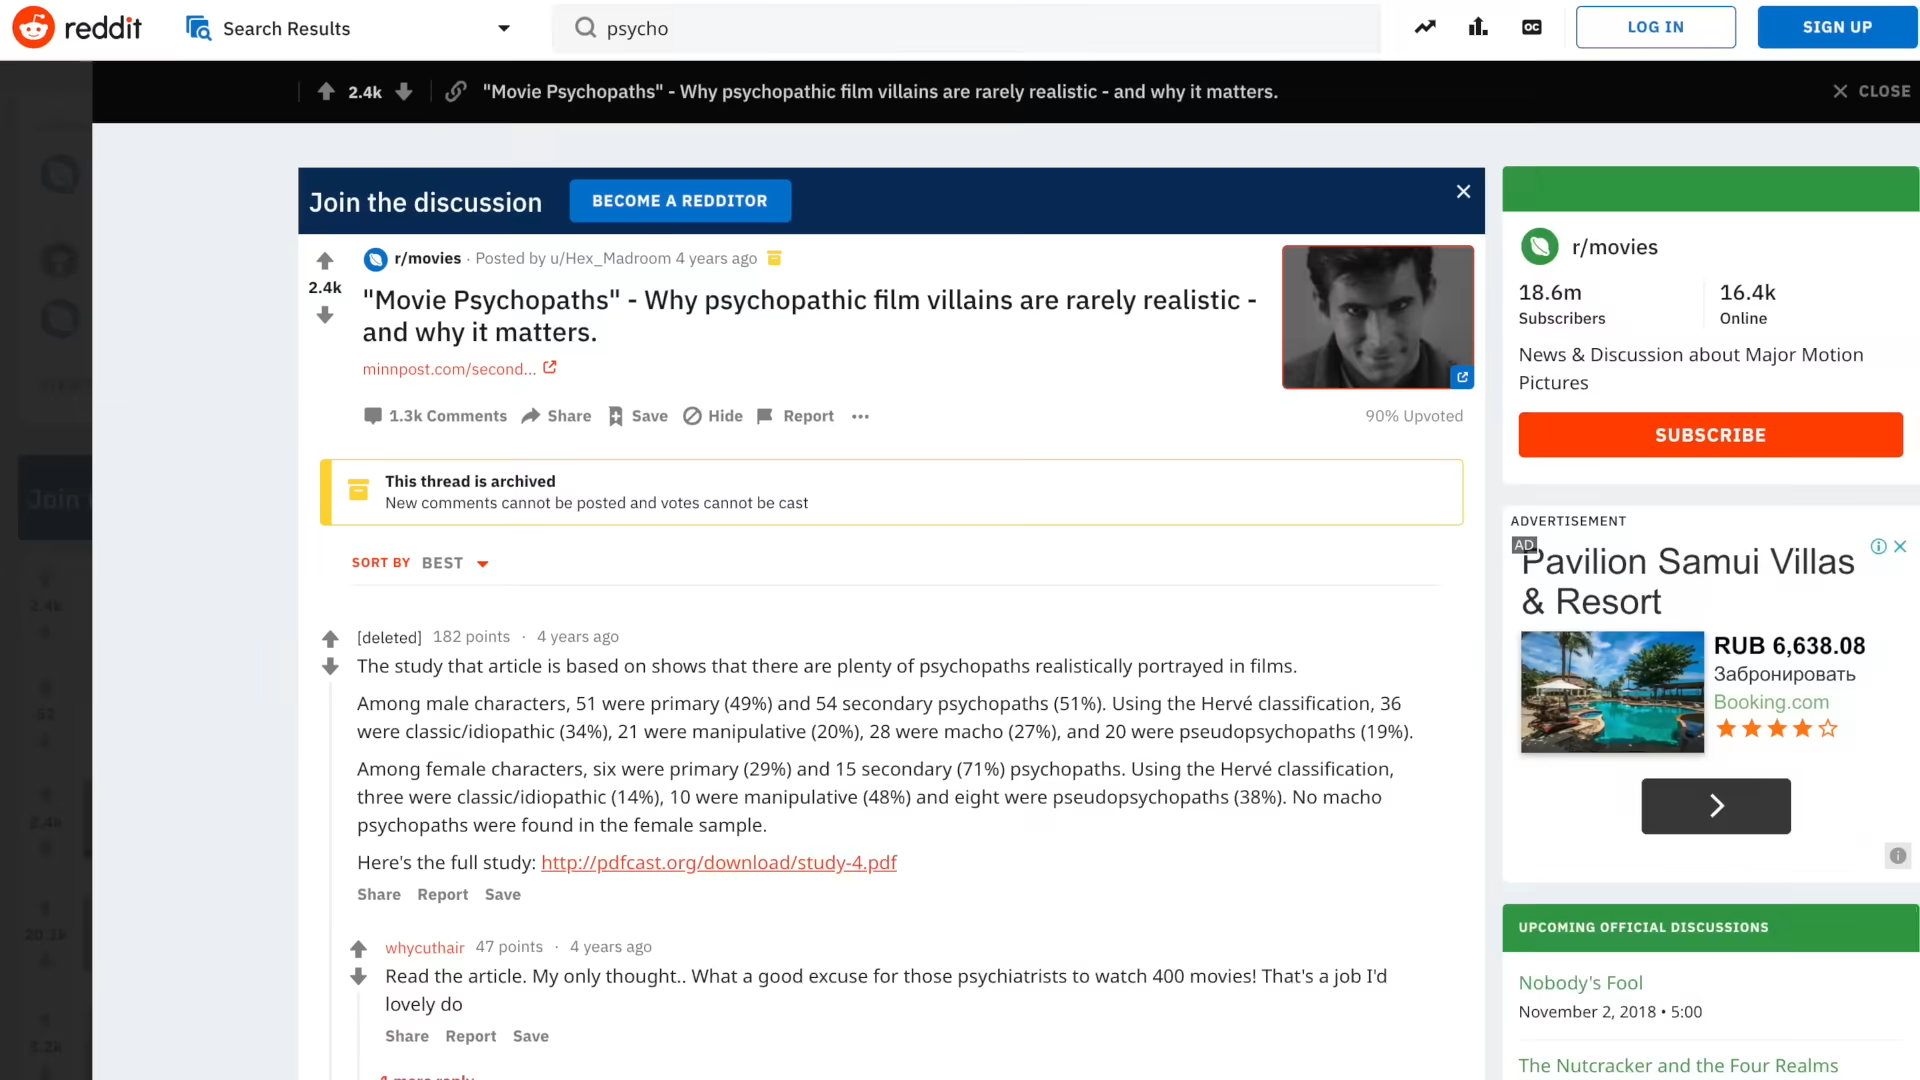 reddit
Search Results
psycho
OC
LOG IN
SIGN UP
2.4k
"Movie Psychopaths" - Why psychopathic film villains are rarely realistic - and why it matters.
CLOSE
Join the discussion
BECOME A REDDITOR
r/movies · Posted by u/Hex_Madroom 4 years ago
2.4k
"Movie Psychopaths" - Why psychopathic film villains are rarely realistic -
and why it matters.
minnpost.com/second...
1.3k Comments
Share
Save
Hide
Report
90% Upvoted
This thread is archived
New comments cannot be posted and votes cannot be cast
SORT BY BEST
[deleted] 182 points · 4 years ago
The study that article is based on shows that there are plenty of psychopaths realistically portrayed in films.
Among male characters, 51 were primary (49%) and 54 secondary psychopaths (51%). Using the Hervé classification, 36
were classic/idiopathic (34%), 21 were manipulative (20%), 28 were macho (27%), and 20 were pseudopsychopaths (19%).
Among female characters, six were primary (29%) and 15 secondary (71%) psychopaths. Using the Hervé classification,
three were classic/idiopathic (14%), 10 were manipulative (48%) and eight were pseudopsychopaths (38%). No macho
psychopaths were found in the female sample.
Here's the full study: http://pdfcast.org/download/study-4.pdf
Share Report Save
whycuthair 47 points · 4 years ago
Read the article. My only thought.. What a good excuse for those psychiatrists to watch 400 movies! That's a job I'd
lovely do
Share Report Save
r/movies
18.6m
Subscribers
16.4k
Online
News & Discussion about Major Motion
Pictures
SUBSCRIBE
ADVERTISEMENT
AD
Pavilion Samui Villas
& Resort
RUB 6,638.08
Забронировать
Booking.com
UPCOMING OFFICIAL DISCUSSIONS
Nobody's Fool
November 2, 2018 • 5:00
The Nutcracker and the Four Realms
Join
2.4k
2.4k